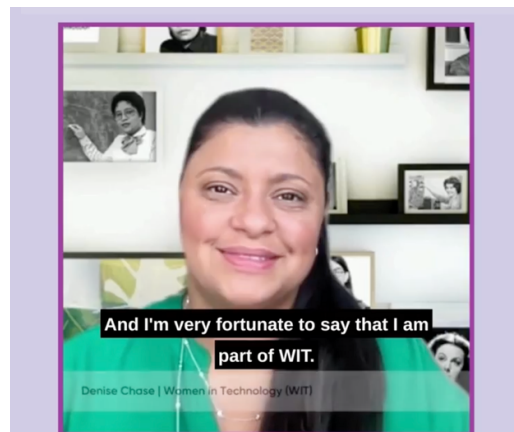 And I'm very fortunate to say that I am
part of WIT.
Denise Chase | Women in Technology (WIT)